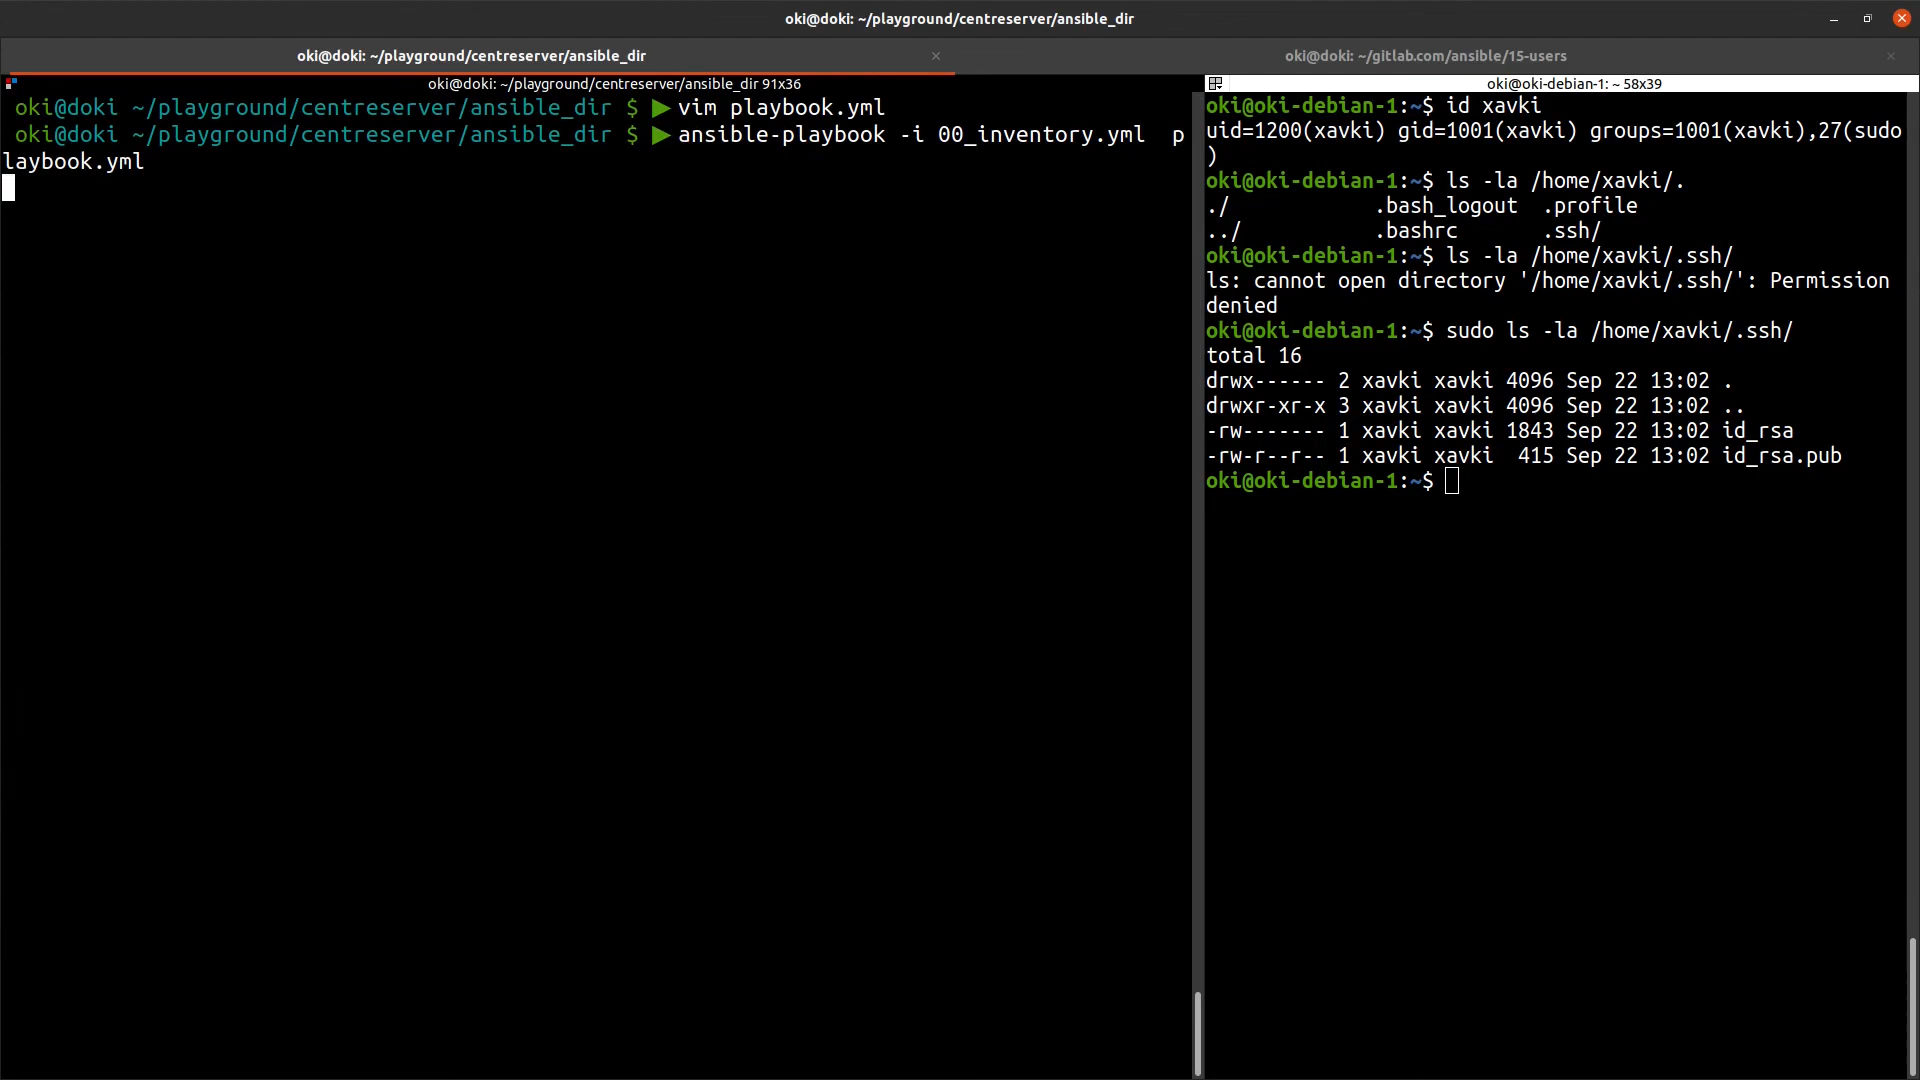 oki@doki: ~/playground/centreserver/ansible_dir
oki@doki: ~/playground/centreserver/ansible_dir
oki@doki: ~/gitlab.com/ansible/15-users
oki@doki: ~/playground/centreserver/ansible_dir 91x36
oki@doki ~/playground/centreserver/ansible_dir $ ▶vim playbook.yml
oki@doki ~/playground/centreserver/ansible_dir $ ▶ansible-playbook -i 00_inventory.yml  p
laybook.yml
oki@oki-debian-1: ~ 58x39
oki@oki-debian-1:~$ id xavki
uid=1200(xavki) gid=1001(xavki) groups=1001(xavki),27(sudo
)
oki@oki-debian-1:~$ ls -la /home/xavki/.
./            .bash_logout  .profile
../           .bashrc       .ssh/
oki@oki-debian-1:~$ ls -la /home/xavki/.ssh/
ls: cannot open directory '/home/xavki/.ssh/': Permission
denied
oki@oki-debian-1:~$ sudo ls -la /home/xavki/.ssh/
total 16
drwx------ 2 xavki xavki 4096 Sep 22 13:02 .
drwxr-xr-x 3 xavki xavki 4096 Sep 22 13:02 ..
-rw------- 1 xavki xavki 1843 Sep 22 13:02 id_rsa
-rw-r--r-- 1 xavki xavki  415 Sep 22 13:02 id_rsa.pub
oki@oki-debian-1:~$